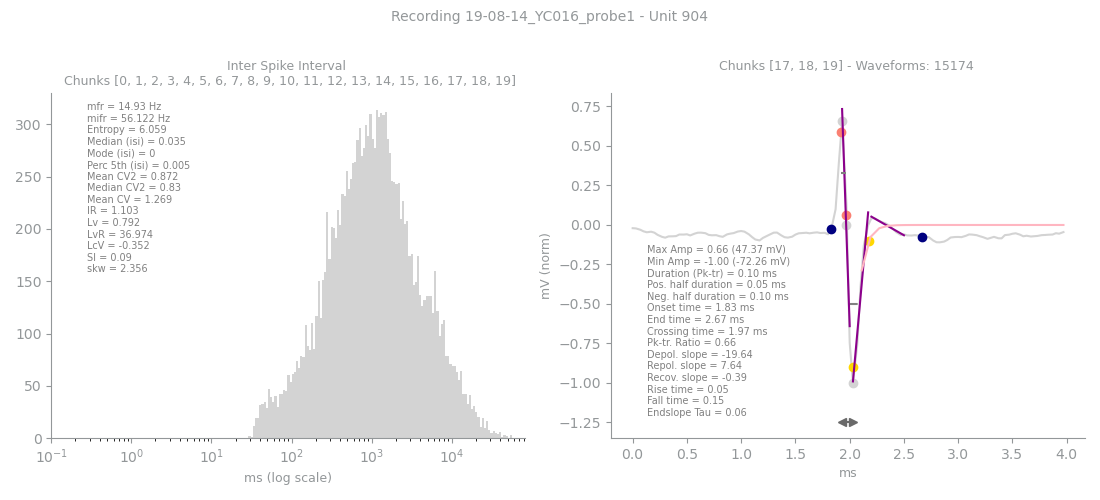 Recording 19-08-14_YC016_probe1 - Unit 904
Inter Spike Interval
Chunks [0, 1, 2, 3, 4, 5, 6, 7, 8, 9, 10, 11, 12, 13, 14, 15, 16, 17, 18, 19]
mfr = 14.93 Hz
mifr = 56.122 Hz
Entropy = 6.059
Median (isi) = 0.035
Mode (isi) = 0
Perc 5th (isi) = 0.005
Mean CV2 = 0.872
Median CV2 = 0.83
Mean CV = 1.269
IR = 1.103
Lv = 0.792
LvR = 36.974
LcV = -0.352
SI = 0.09
skw = 2.356
300
250
200
150
100
50
0
10⁻¹ 10⁰ 10¹ 10² 10³ 10⁴
ms (log scale)
Chunks [17, 18, 19] - Waveforms: 15174
mV (norm)
0.75
0.50
0.25
0.00
−0.25
−0.50
−0.75
−1.00
−1.25
Max Amp = 0.66 (47.37 mV)
Min Amp = -1.00 (-72.26 mV)
Duration (Pk-tr) = 0.10 ms
Pos. half duration = 0.05 ms
Neg. half duration = 0.10 ms
Onset time = 1.83 ms
End time = 2.67 ms
Crossing time = 1.97 ms
Pk-tr. Ratio = 0.66
Depol. slope = -19.64
Repol. slope = 7.64
Recov. slope = -0.39
Rise time = 0.05
Fall time = 0.15
Endslope Tau = 0.06
0.0 0.5 1.0 1.5 2.0 2.5 3.0 3.5 4.0
ms